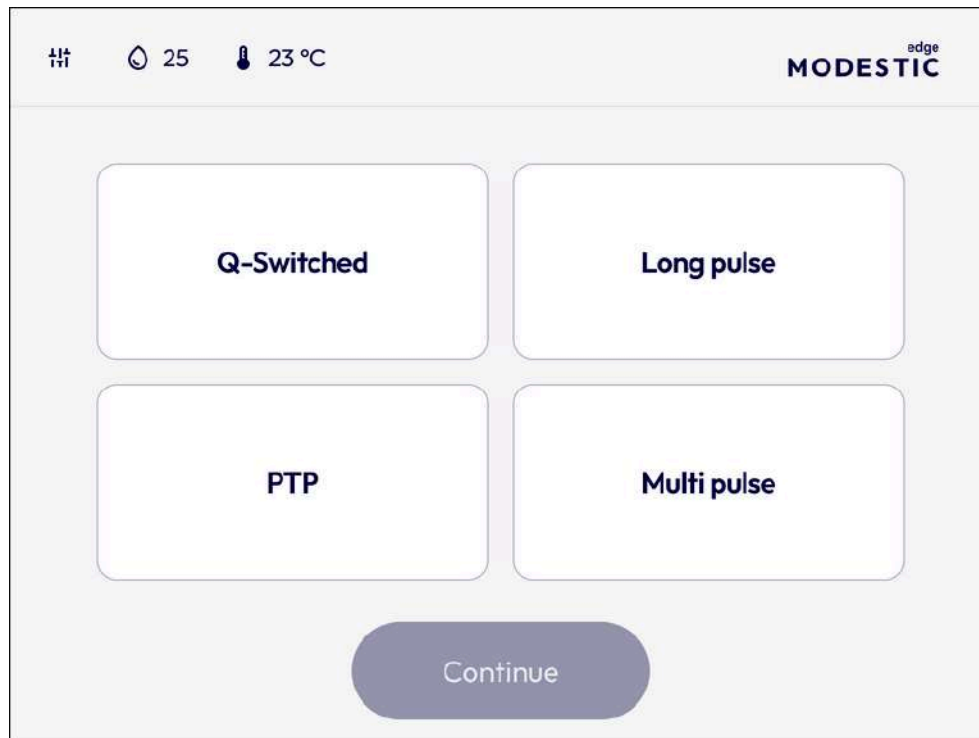 25 23 °C
edge
MODESTIC
Q-Switched Long pulse
PTP Multi pulse
Continue